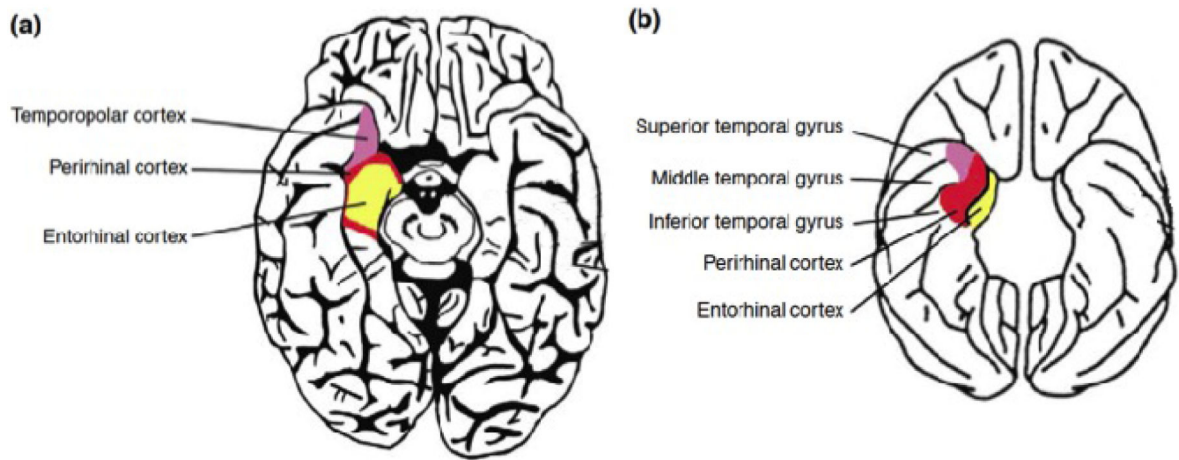 (a)
Temporopolar cortex
Perirhinal cortex
Entorhinal cortex
(b)
Superior temporal gyrus
Middle temporal gyrus
Inferior temporal gyrus
Perirhinal cortex
Entorhinal cortex